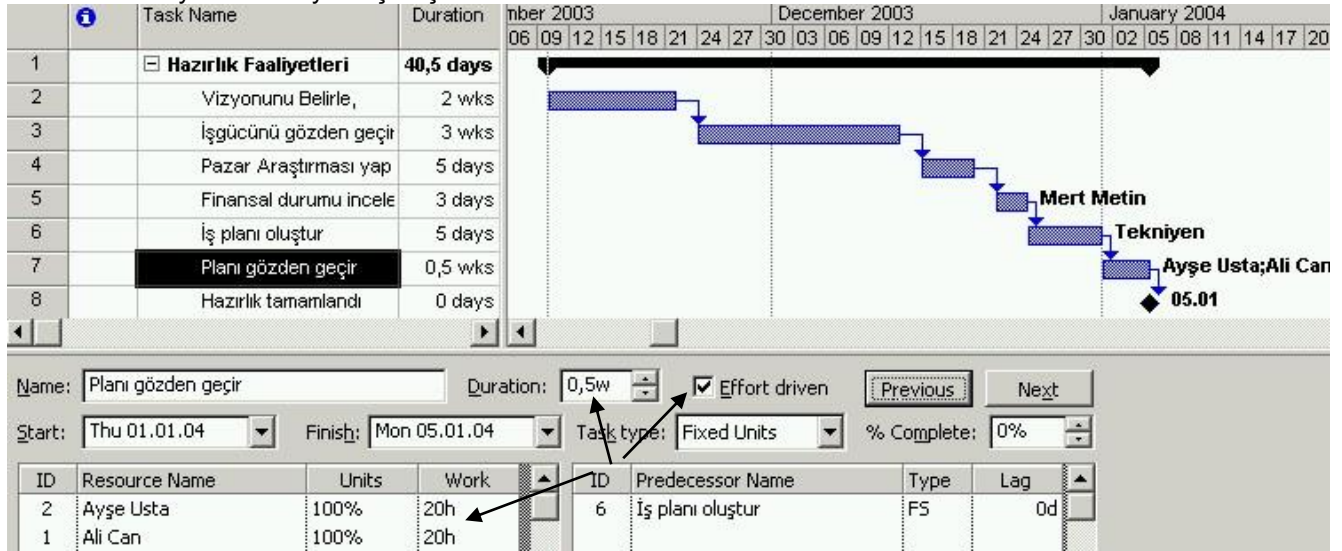 Task Name Duration nber 2003 December 2003 January 2004
06 09 12 15 18 21 24 27 30 03 06 09 12 15 18 21 24 27 30 02 05 08 11 14 17 20
1 Hazırlık Faaliyetleri 40,5 days
2 Vizyonunu Belirle, 2 wks
3 İşgücünü gözden geçir 3 wks
4 Pazar Araştırması yap 5 days
5 Finansal durumu incele 3 days Mert Metin
6 İş planı oluştur 5 days Tekniyen
7 Planı gözden geçir 0,5 wks Ayşe Usta;Ali Can
8 Hazırlık tamamlandı 0 days 05.01
Name: Planı gözden geçir Duration: 0,5w Effort driven Previous Next
Start: Thu 01.01.04 Finish: Mon 05.01.04 Task type: Fixed Units % Complete: 0%
ID Resource Name Units Work ID Predecessor Name Type Lag
2 Ayşe Usta 100% 20h 6 İş planı oluştur FS 0d
1 Ali Can 100% 20h